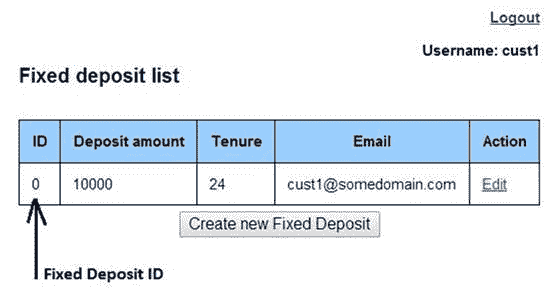 Logout
Username: cust1
Fixed deposit list
ID Deposit amount Tenure Email Action
0 10000 24 cust1@somedomain.com Edit
Create new Fixed Deposit
Fixed Deposit ID